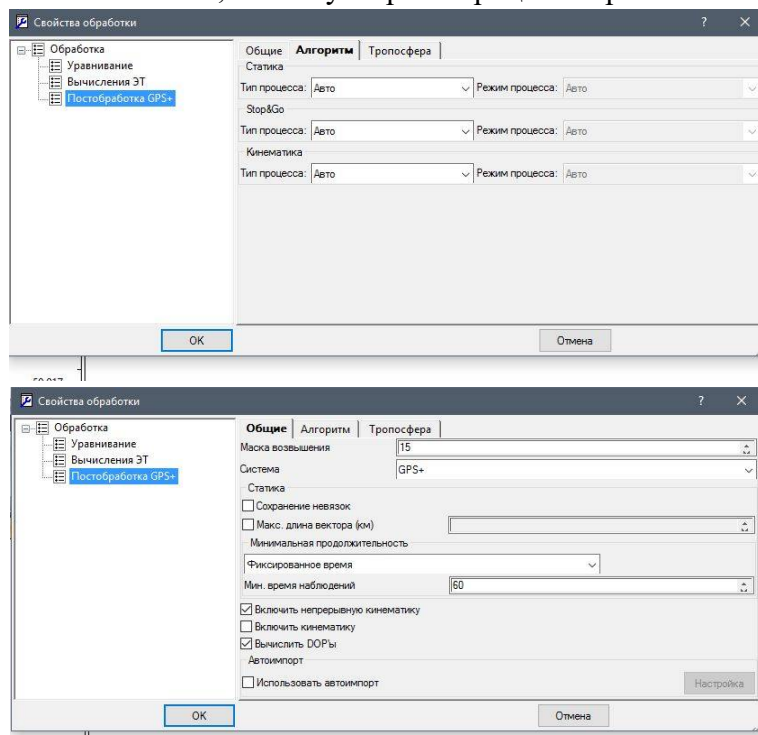 Свойства обработки ? ×
Обработка
Уравнивание
Вычисления ЭТ
Постобработка GPS+
Общие Алгоритм Тропосфера
Статика
Тип процесса: Авто Режим процесса: Авто
Stop&Go
Тип процесса: Авто Режим процесса: Авто
Кинематика
Тип процесса: Авто Режим процесса: Авто
OK Отмена
Свойства обработки ? ×
Обработка
Уравнивание
Вычисления ЭТ
Постобработка GPS+
Общие Алгоритм Тропосфера
Маска возвышения 15
Система GPS+
Статика
Сохранение невязок
Макс. длина вектора (км)
Минимальная продолжительность
Фиксированное время
Мин. время наблюдений 60
Включить непрерывную кинематику
Включить кинематику
Вычислить DOP'ы
Автоимпорт
Использовать автоимпорт Настройка
OK Отмена